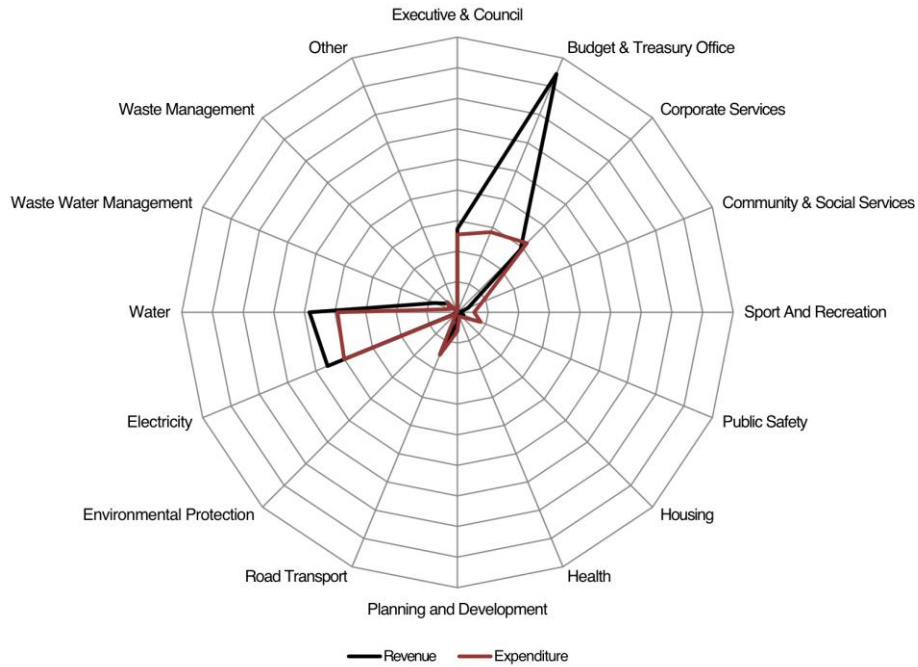 Executive & Council
Other
Budget & Treasury Office
Waste Management
Corporate Services
Waste Water Management
Community & Social Services
Water
Sport And Recreation
Electricity
Public Safety
Environmental Protection
Housing
Road Transport
Health
Planning and Development
Revenue
Expenditure